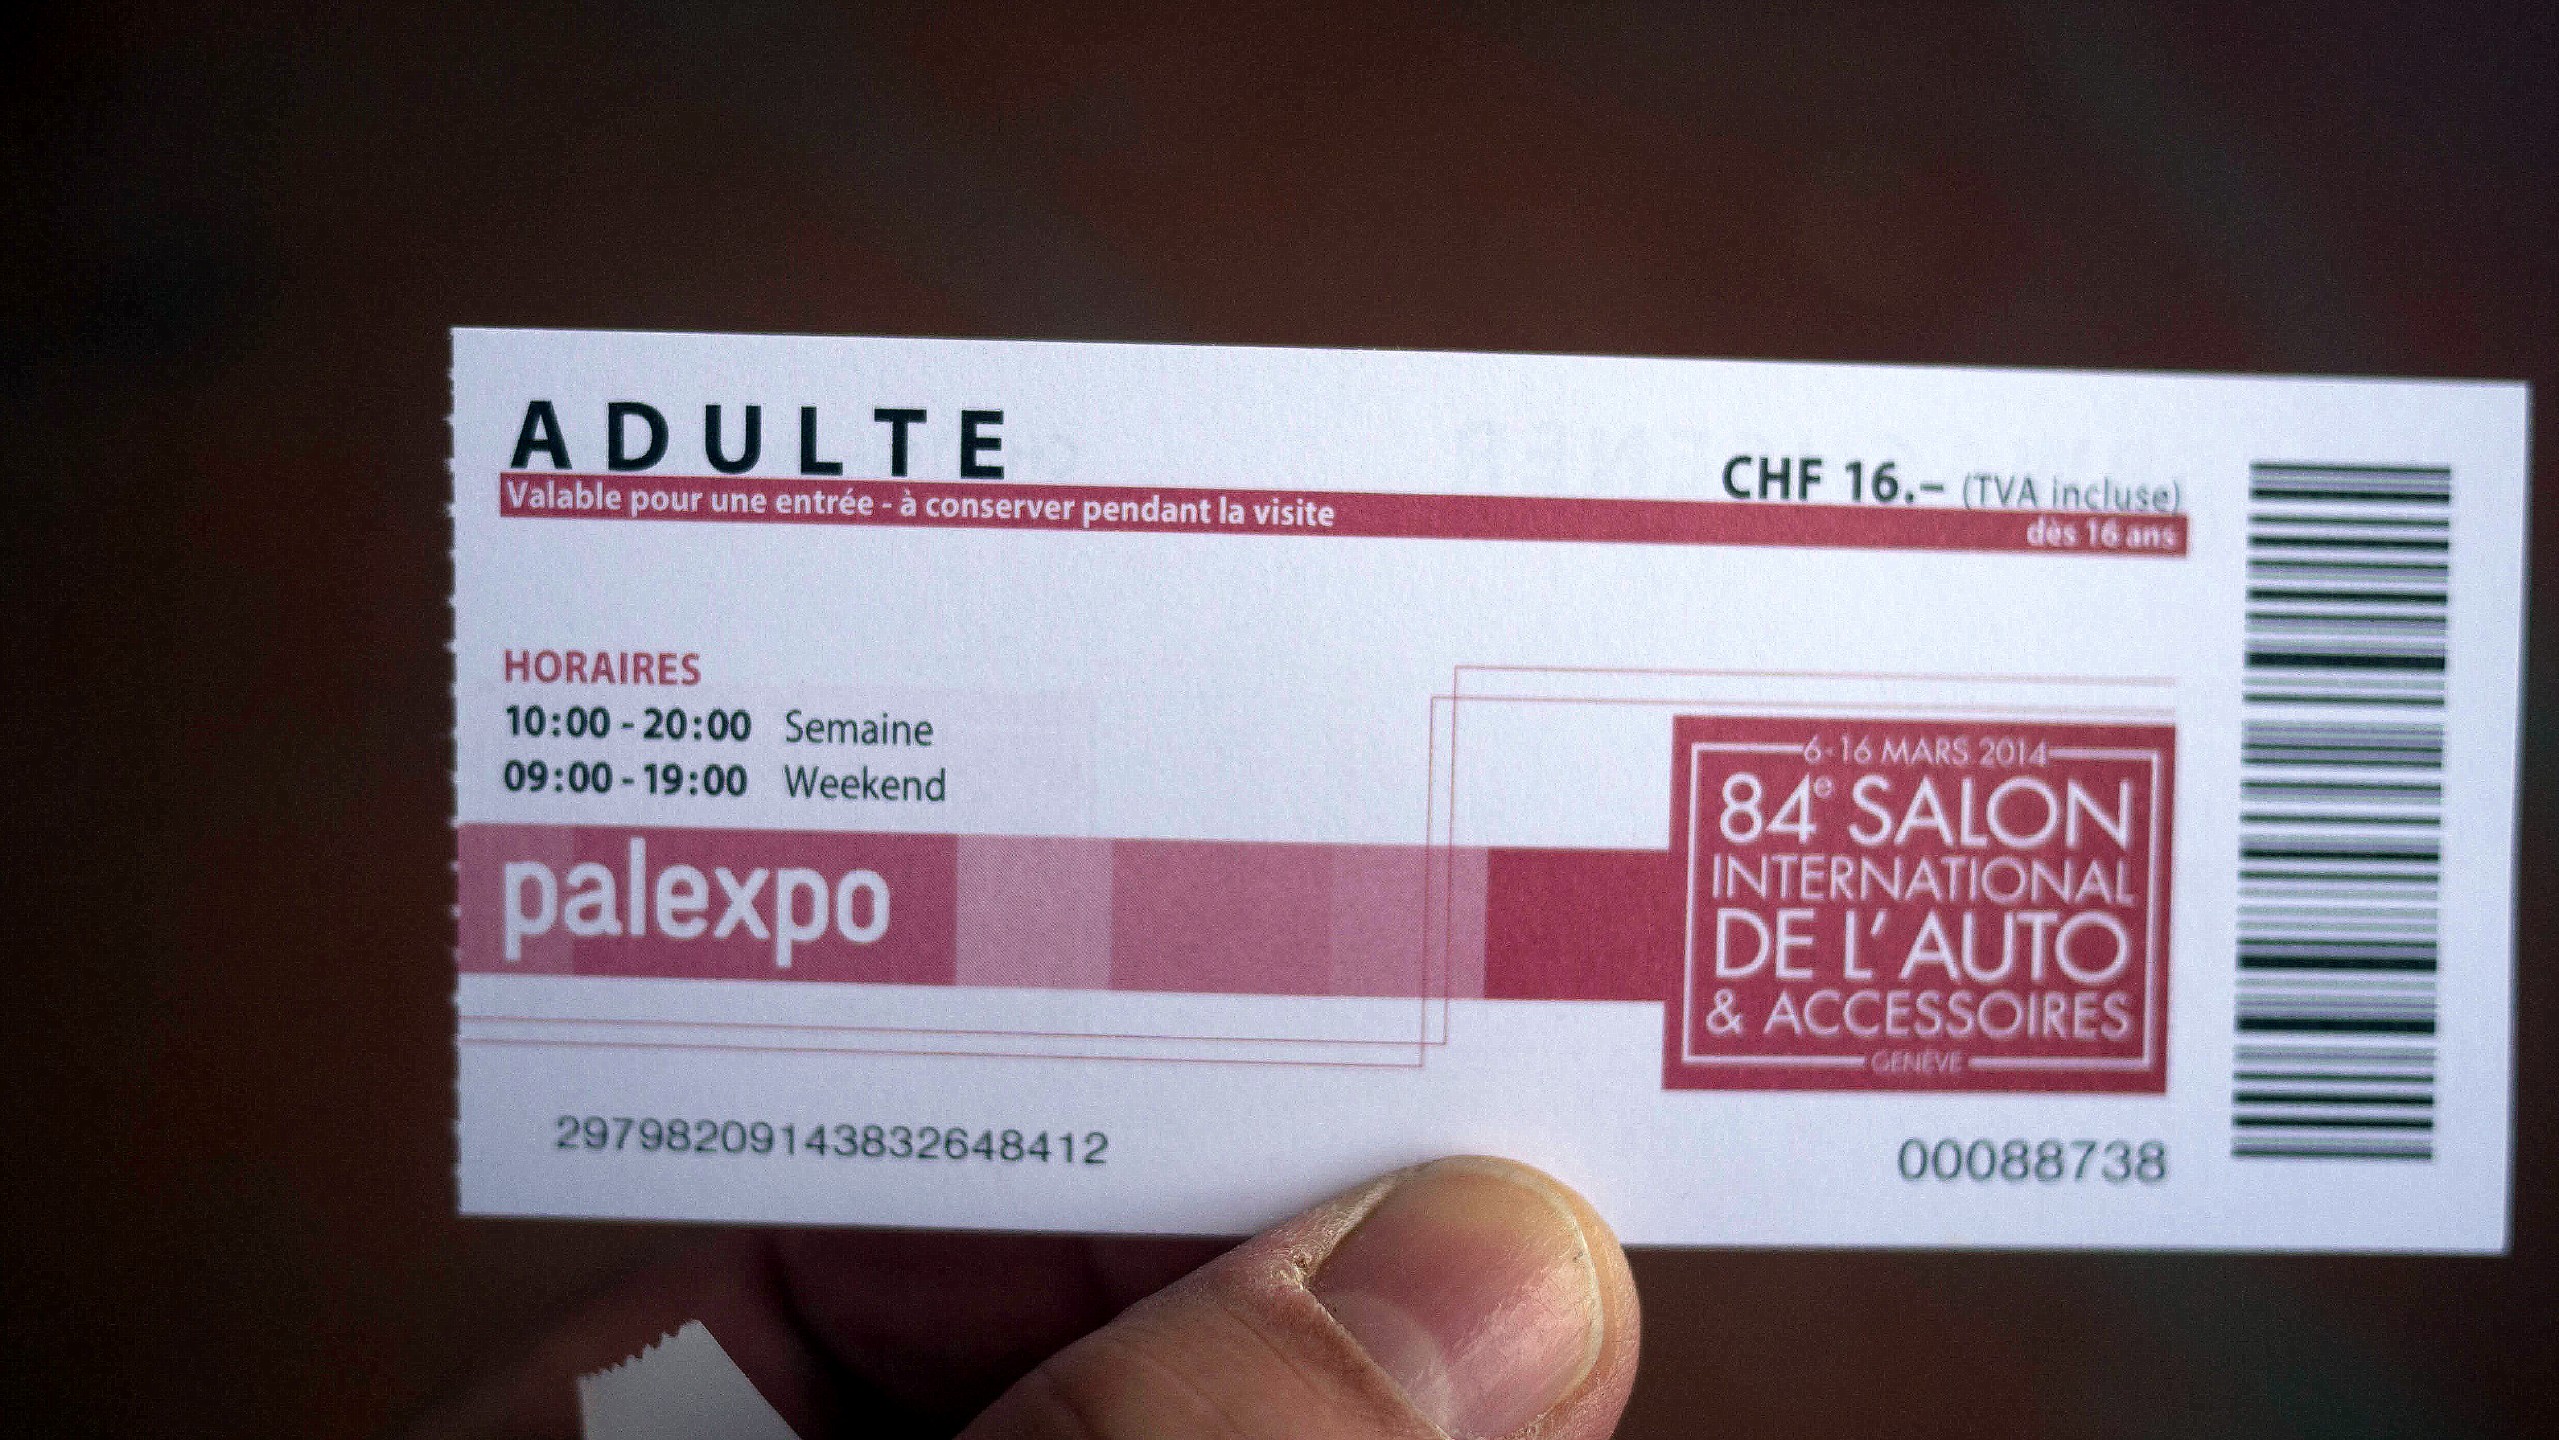 ADULTE
CHF 16.– (TVA incluse)
Valable pour une entrée - à conserver pendant la visite
dès 16 ans
HORAIRES
10:00 - 20:00 Semaine
09:00 - 19:00 Weekend
palexpo
6-16 MARS 2014
84e SALON
INTERNATIONAL
DE L' AUTO
& ACCESSOIRES
GENÈVE
29798209143832648412
00088738